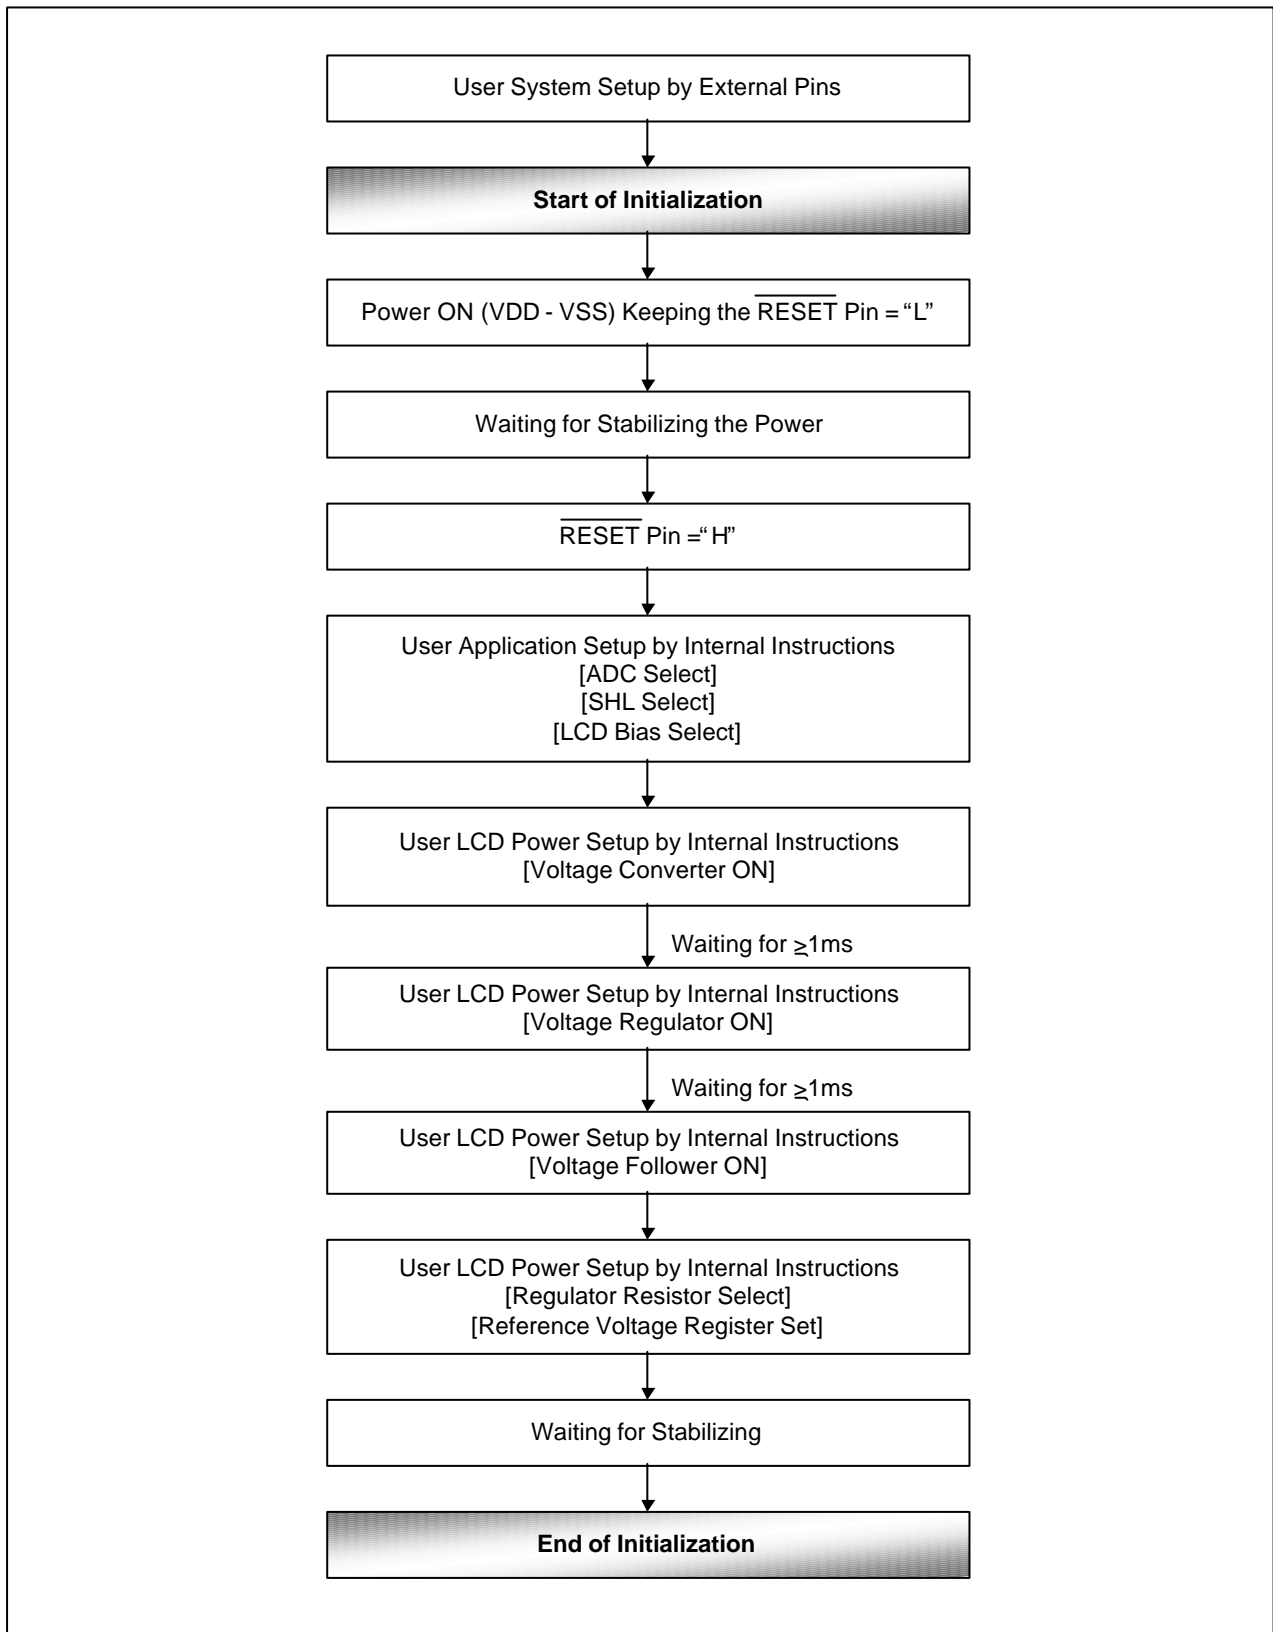 User System Setup by External Pins
Start of Initialization
Power ON (VDD - VSS) Keeping the RESET Pin = “L”
Waiting for Stabilizing the Power
RESET Pin =“H”
User Application Setup by Internal Instructions
[ADC Select]
[SHL Select]
[LCD Bias Select]
User LCD Power Setup by Internal Instructions
[Voltage Converter ON]
Waiting for ≥1ms
User LCD Power Setup by Internal Instructions
[Voltage Regulator ON]
Waiting for ≥1ms
User LCD Power Setup by Internal Instructions
[Voltage Follower ON]
User LCD Power Setup by Internal Instructions
[Regulator Resistor Select]
[Reference Voltage Register Set]
Waiting for Stabilizing
End of Initialization